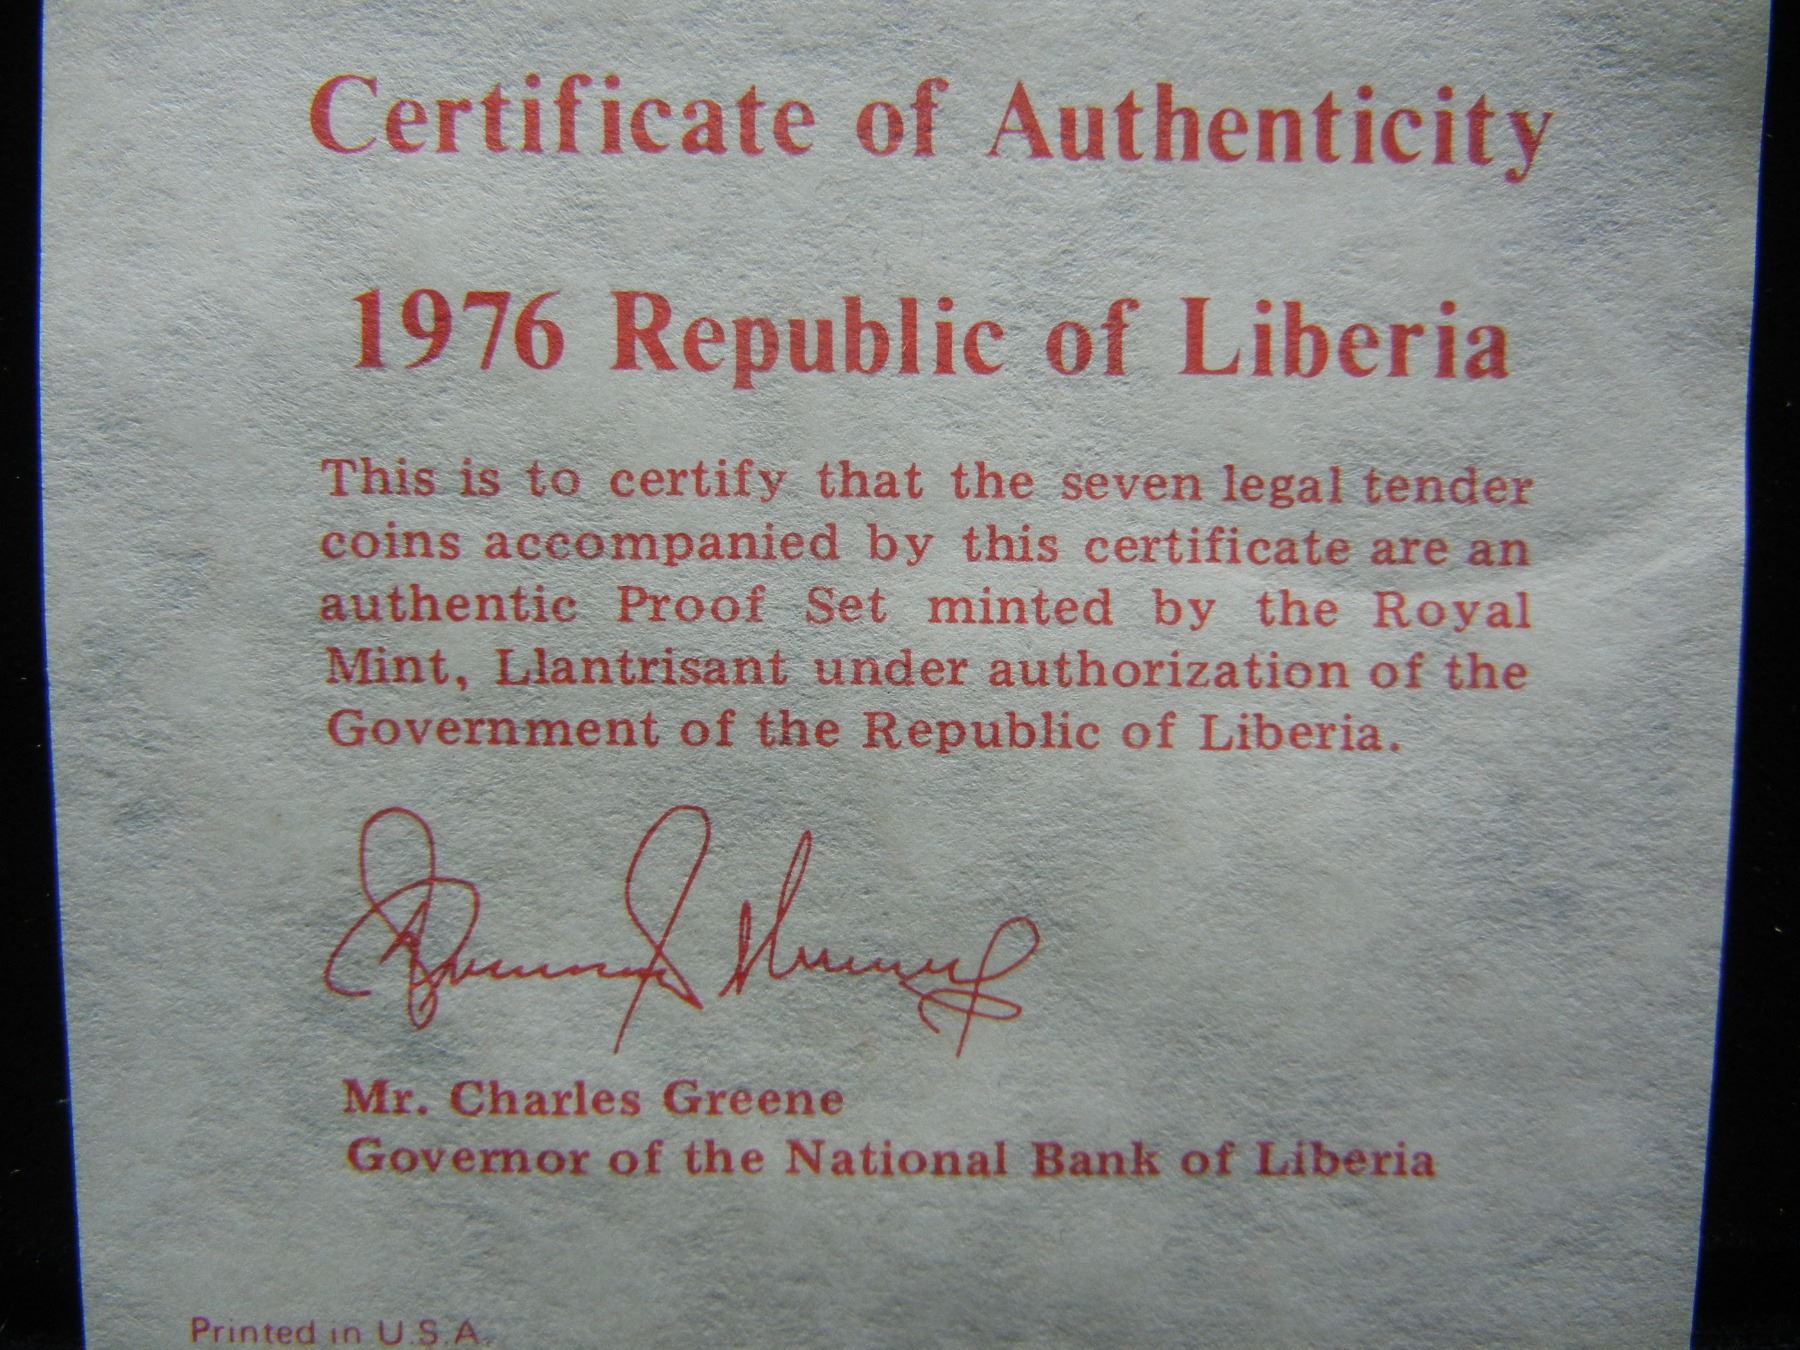 Certificate of Authenticity
1976 Republic of Liberia
This is to certify that the seven legal tender
coins accompanied by this certificate are an
authentic Proof Set minted by the Royal
Mint, Llantrisant under authorization of the
Government of the Republic of Liberia.
Mr. Charles Greene
Governor of the National Bank of Liberia
Printed in U.S.A.